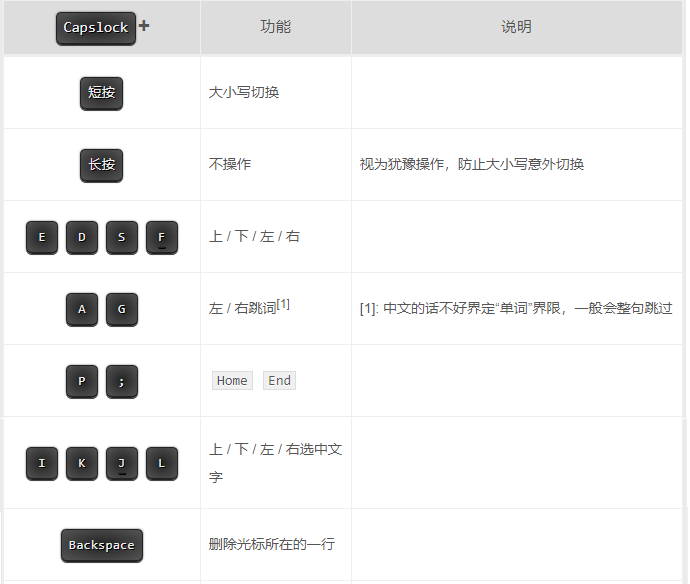 Capslock + 功能 说明
短按 大小写切换
长按 不操作 视为犹豫操作，防止大小写意外切换
E D S F 上 / 下 / 左 / 右
A G 左 / 右跳词[1] [1]: 中文的话不好界定“单词”界限，一般会整句跳过
P ; Home End
I K J L 上 / 下 / 左 / 右选中文
字
Backspace 删除光标所在的一行